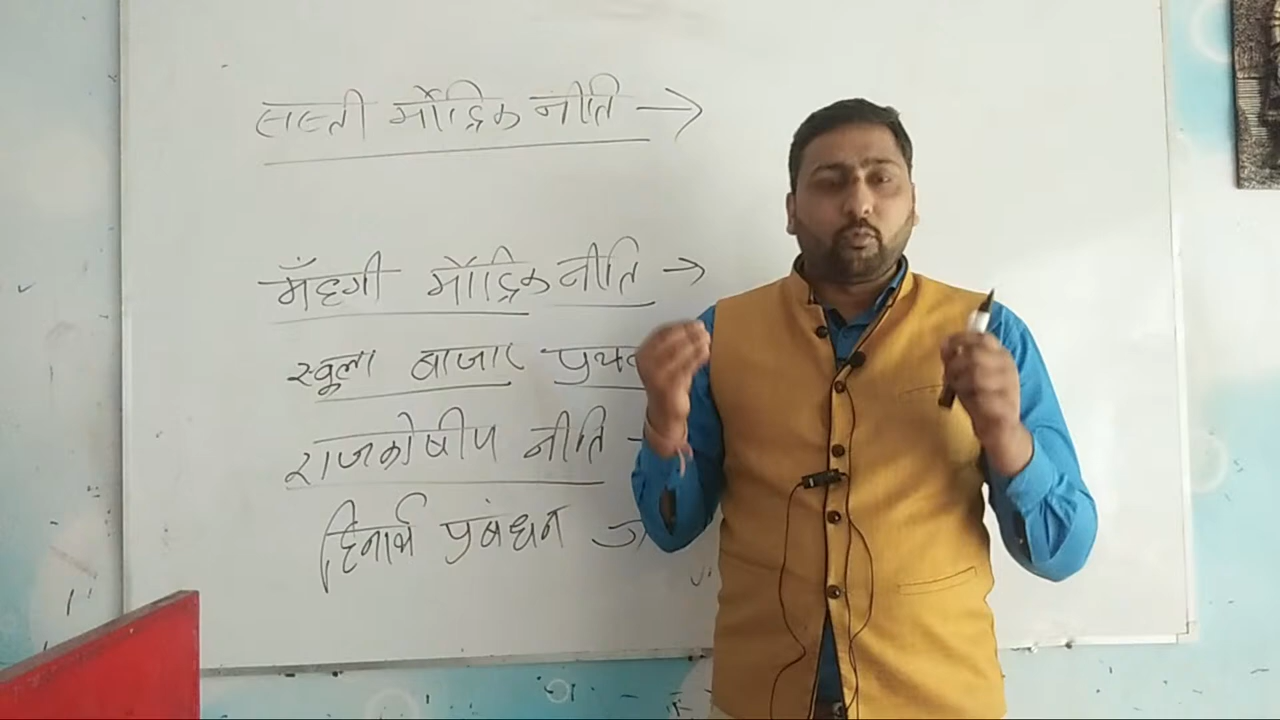 सस्ती मौद्रिक नीति →
मँहगी मौद्रिक नीति →
खुला बाजार
राजकोषीय नीति -
हिनार्थ प्रबंधन